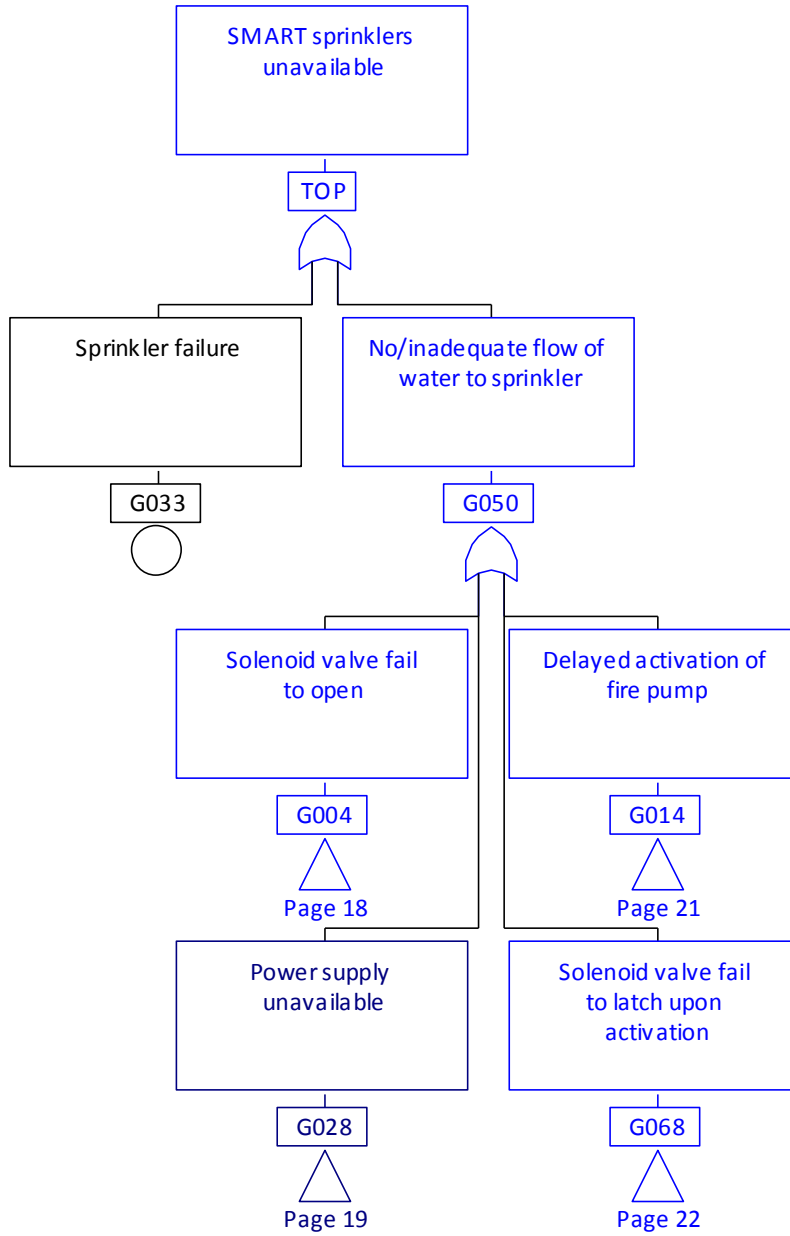 SMART sprinklers
unavailable
TOP
Sprinkler failure
G033
No/inadequate flow of
water to sprinkler
G050
Solenoid valve fail
to open
G004
Page 18
Delayed activation of
fire pump
G014
Page 21
Power supply
unavailable
G028
Page 19
Solenoid valve fail
to latch upon
activation
G068
Page 22